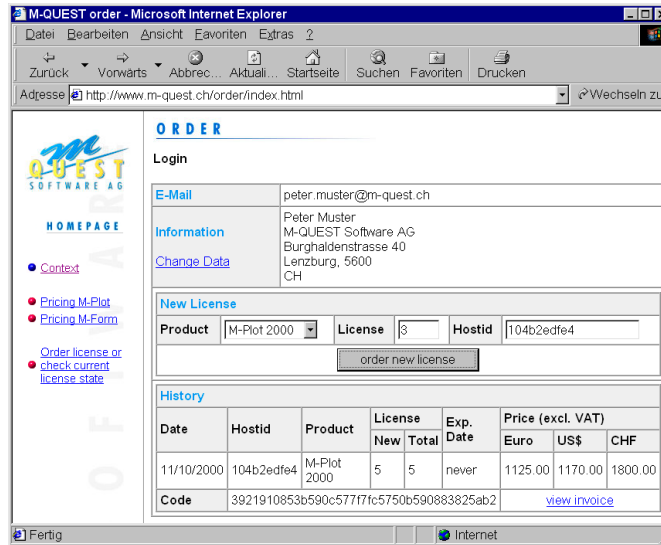 M-QUEST order - Microsoft Internet Explorer
Datei Bearbeiten Ansicht Favoriten Extras ?
Zurück Vorwärts Abbrec... Aktuali... Startseite Suchen Favoriten Drucken
Adresse http://www.m-quest.ch/order/index.html Wechseln zu
m
QUEST
SOFTWARE AG
HOMEPAGE
Context
Pricing M-Plot
Pricing M-Form
Order license or
check current
license state
ORDER
Login
E-Mail peter.muster@m-quest.ch
Information
Change Data
Peter Muster
M-QUEST Software AG
Burghaldenstrasse 40
Lenzburg, 5600
CH
New License
Product M-Plot 2000 License 3 Hostid 104b2edfe4
order new license
History
Date Hostid Product License Exp. Date Price (excl. VAT)
New Total Euro US$ CHF
11/10/2000 104b2edfe4 M-Plot 2000 5 5 never 1125.00 1170.00 1800.00
Code 3921910853b590c577f7fc5750b590883825ab2 view invoice
Fertig Internet